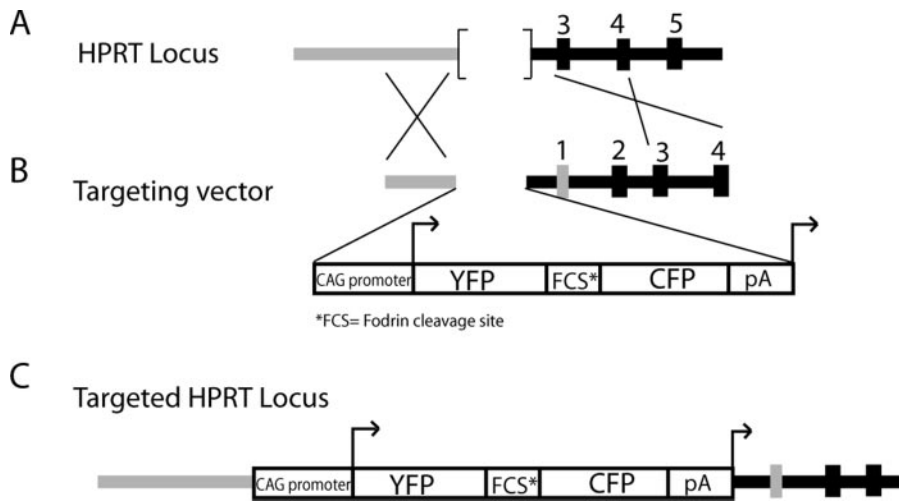 A
HPRT Locus
3 4 5
B
Targeting vector
1 2 3 4
CAG promoter YFP FCS* CFP pA
*FCS= Fodrin cleavage site
C
Targeted HPRT Locus
CAG promoter YFP FCS* CFP pA